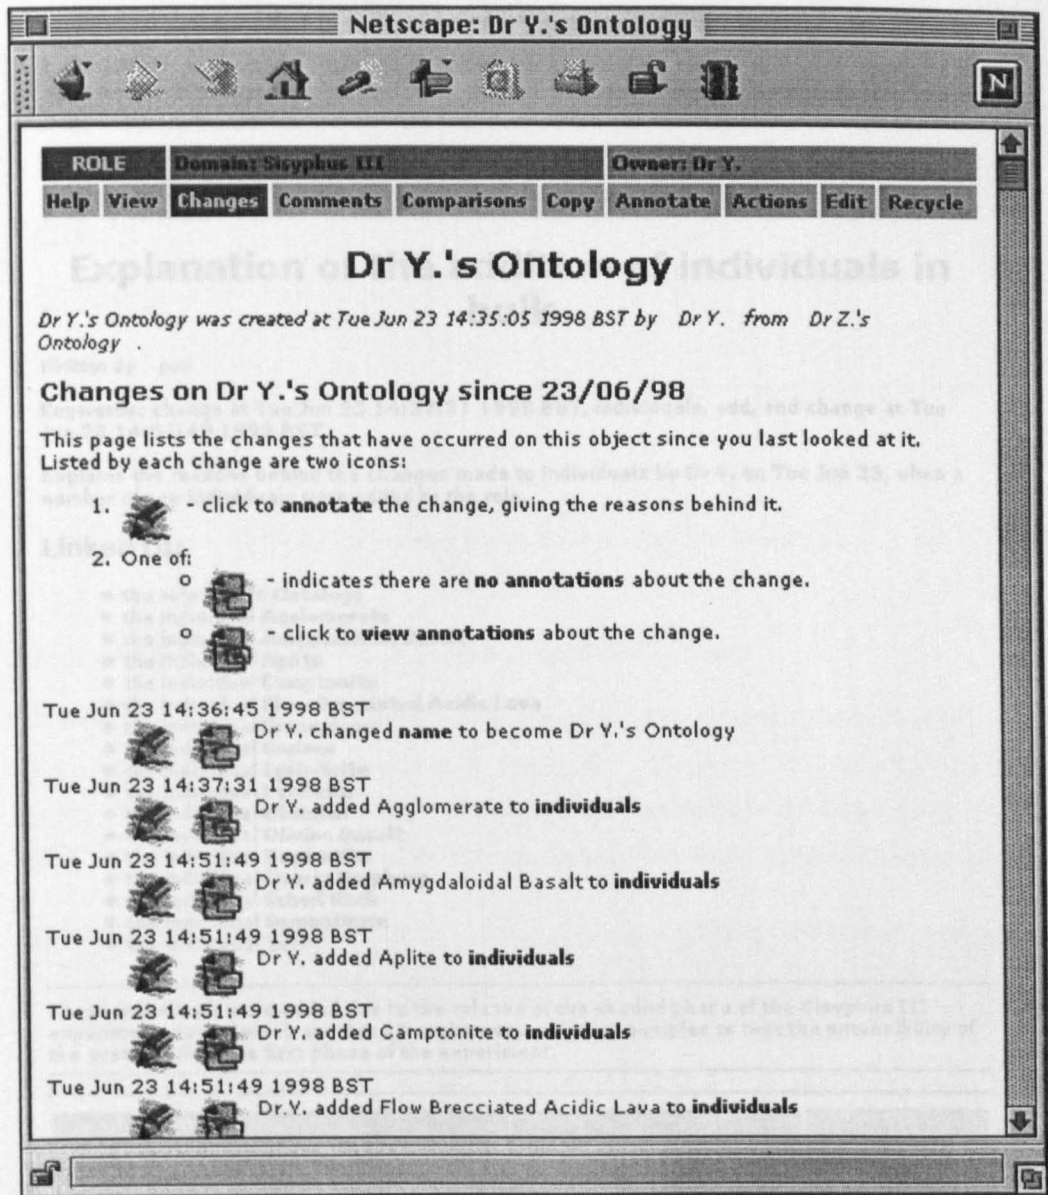 Netscape: Dr Y.'s Ontology
N
ROLE Domain: Sisyphus III Owner: Dr Y.
Help View Changes Comments Comparisons Copy Annotate Actions Edit Recycle
Dr Y.'s Ontology
Dr Y.'s Ontology was created at Tue Jun 23 14:35:05 1998 BST by Dr Y. from Dr Z.'s
Ontology .
Changes on Dr Y.'s Ontology since 23/06/98
This page lists the changes that have occurred on this object since you last looked at it.
Listed by each change are two icons:
1. - click to annotate the change, giving the reasons behind it.
2. One of:
- indicates there are no annotations about the change.
- click to view annotations about the change.
Tue Jun 23 14:36:45 1998 BST
Dr Y. changed name to become Dr Y.'s Ontology
Tue Jun 23 14:37:31 1998 BST
Dr Y. added Agglomerate to individuals
Tue Jun 23 14:51:49 1998 BST
Dr Y. added Amygdaloidal Basalt to individuals
Tue Jun 23 14:51:49 1998 BST
Dr Y. added Aplite to individuals
Tue Jun 23 14:51:49 1998 BST
Dr Y. added Camptonite to individuals
Tue Jun 23 14:51:49 1998 BST
Dr.Y. added Flow Brecciated Acidic Lava to individuals